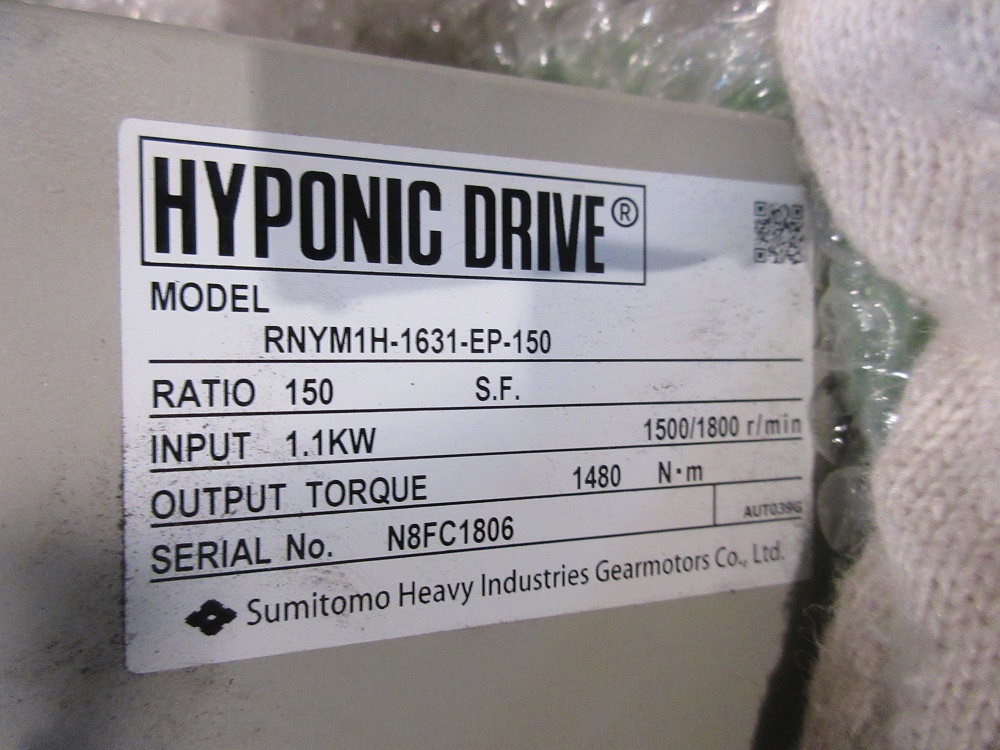 HYPONIC DRIVE®
MODEL
RNYM1H-1631-EP-150
RATIO 150 S.F.
INPUT 1.1KW 1500/1800 r/min
OUTPUT TORQUE 1480 N·m
SERIAL No. N8FC1806 AUT039G
Sumitomo Heavy Industries Gearmotors Co., Ltd.